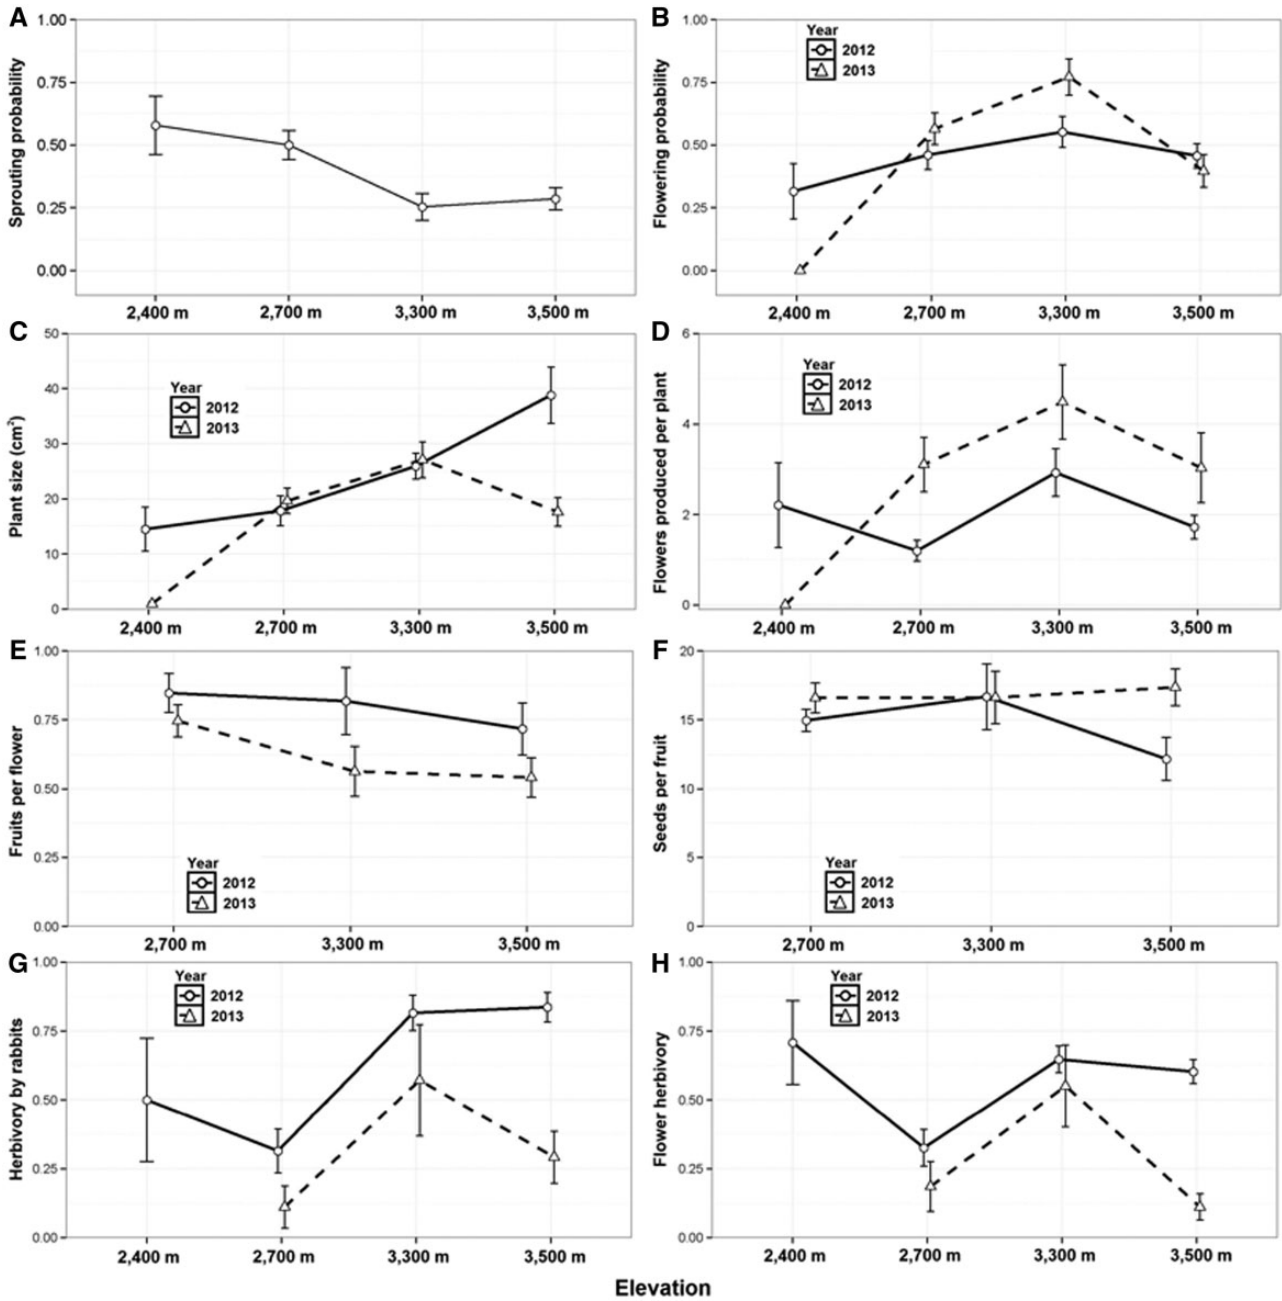 A
Sprouting probability
1.00
0.75
0.50
0.25
0.00
2,400 m 2,700 m 3,300 m 3,500 m
B
Flowering probability
1.00
0.75
0.50
0.25
0.00
Year
2012
2013
2,400 m 2,700 m 3,300 m 3,500 m
C
Plant size (cm²)
50
40
30
20
10
0
Year
2012
2013
2,400 m 2,700 m 3,300 m 3,500 m
D
Flowers produced per plant
6
4
2
0
Year
2012
2013
2,400 m 2,700 m 3,300 m 3,500 m
E
Fruits per flower
1.00
0.75
0.50
0.25
0.00
Year
2012
2013
2,700 m 3,300 m 3,500 m
F
Seeds per fruit
20
15
10
5
0
Year
2012
2013
2,700 m 3,300 m 3,500 m
G
Herbivory by rabbits
1.00
0.75
0.50
0.25
0.00
Year
2012
2013
2,400 m 2,700 m 3,300 m 3,500 m
H
Flower herbivory
1.00
0.75
0.50
0.25
0.00
Year
2012
2013
2,400 m 2,700 m 3,300 m 3,500 m
Elevation